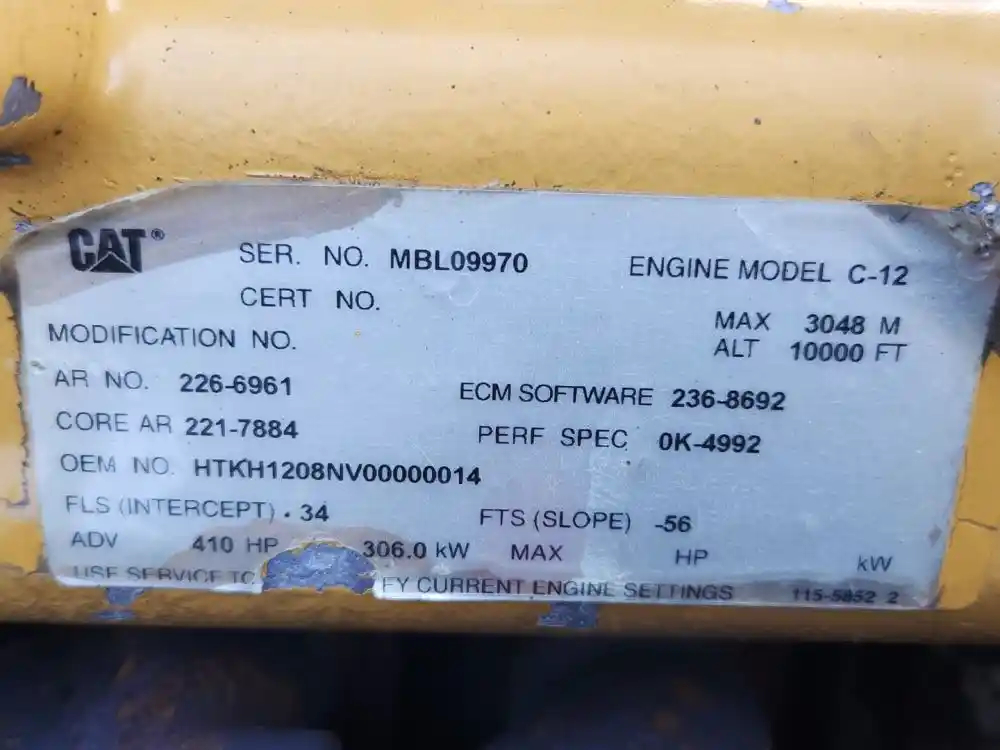 CAT® SER. NO. MBL09970 ENGINE MODEL C-12
CERT NO.
MAX 3048 M
MODIFICATION NO.
ALT 10000 FT
AR NO. 226-6961 ECM SOFTWARE 236-8692
CORE AR 221-7884 PERF SPEC 0K-4992
OEM NO. HTKH1208NV00000014
FLS (INTERCEPT) . 34 FTS (SLOPE) -56
ADV 410 HP 306.0 kW MAX HP kW
USE SERVICE FY CURRENT ENGINE SETTINGS 115-5852 2